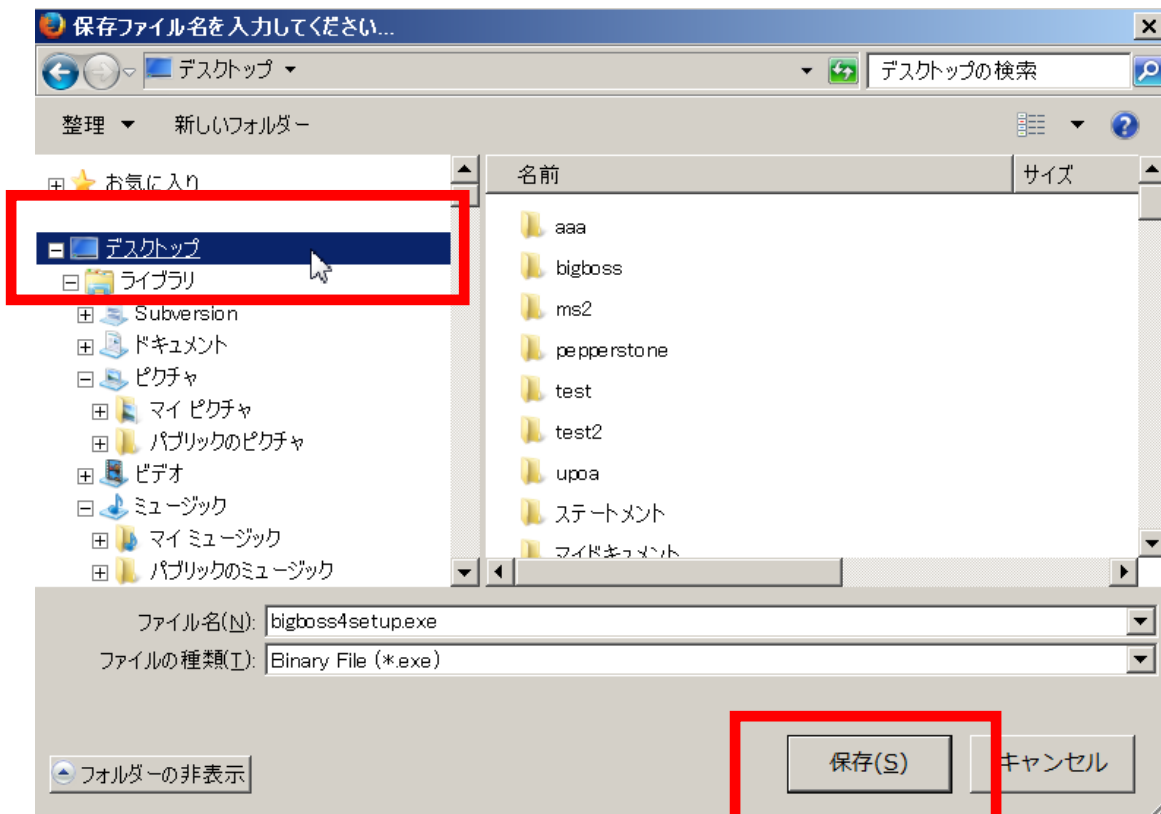 保存ファイル名を入力してください...
デスクトップ
デスクトップの検索
整理
新しいフォルダー
お気に入り
デスクトップ
ライブラリ
Subversion
ドキュメント
ピクチャ
マイ ピクチャ
パブリックのピクチャ
ビデオ
ミュージック
マイ ミュージック
パブリックのミュージック
名前
サイズ
aaa
bigboss
ms2
pepperstone
test
test2
upoa
ステートメント
マイドキュメント
ファイル名(N): bigboss4setup.exe
ファイルの種類(T): Binary File (*.exe)
フォルダーの非表示
保存(S)
キャンセル